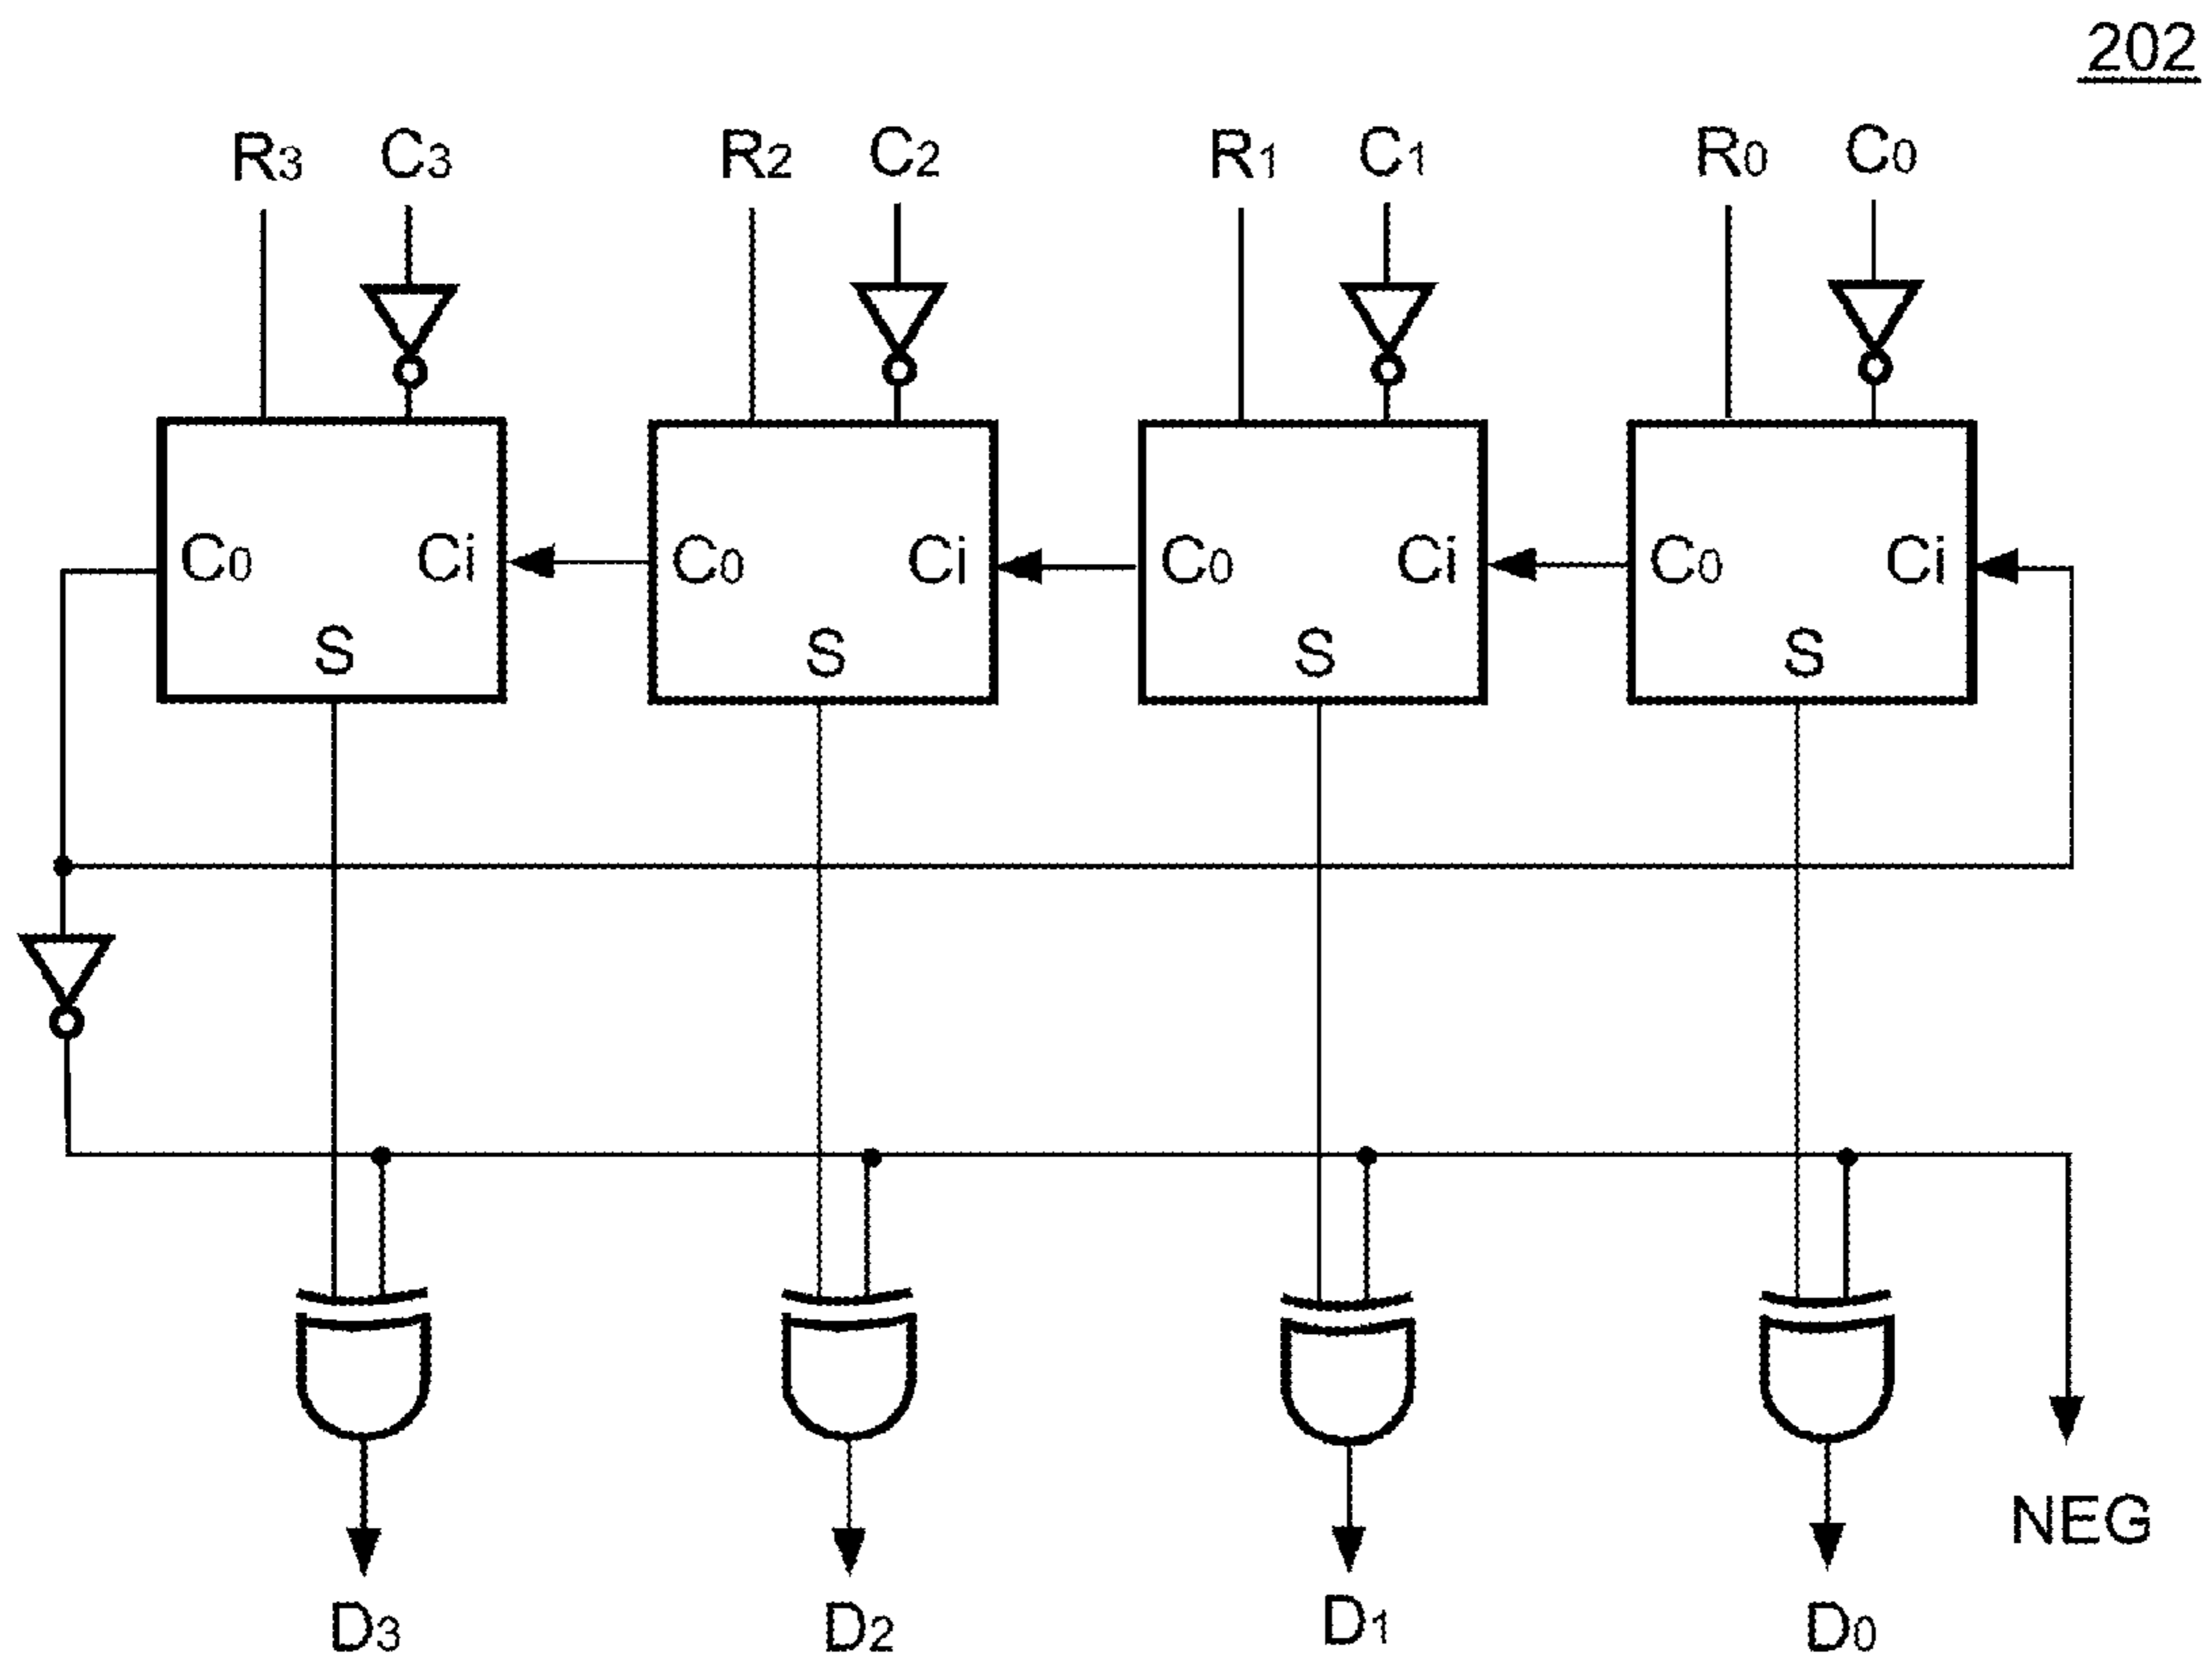 202
R3 C3 R2 C2 R1 C1 R0 C0
C0 Ci C0 Ci C0 Ci C0 Ci
S S S S
NEG
D3 D2 D1 D0